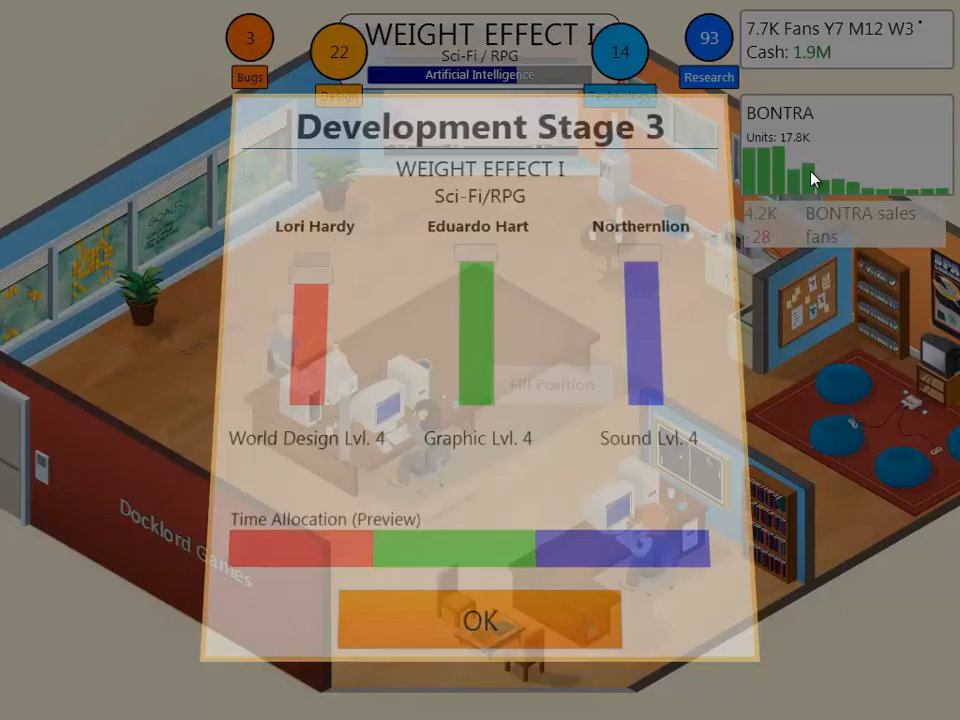 3
Bugs
22
Design
WEIGHT EFFECT I
Sci-Fi / RPG
Artificial Intelligence
14
Technology
93
Research
7.7K Fans Y7 M12 W3
Cash: 1.9M
BONTRA
Units: 17.8K
4.2K BONTRA sales
-28 fans
Development Stage 3
WEIGHT EFFECT I
Sci-Fi/RPG
Lori Hardy
Eduardo Hart
Northernlion
Fill Position
World Design Lvl. 4
Graphic Lvl. 4
Sound Lvl. 4
Time Allocation (Preview)
OK
GOALS
Docklord Games